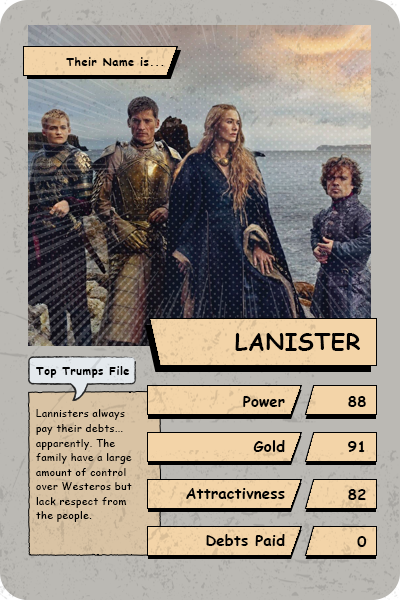 Their Name is...
LANISTER
Top Trumps File
Lannisters always
pay their debts...
apparently. The
family have a large
amount of control
over Westeros but
lack respect from
the people.
Power 88
Gold 91
Attractivness 82
Debts Paid 0